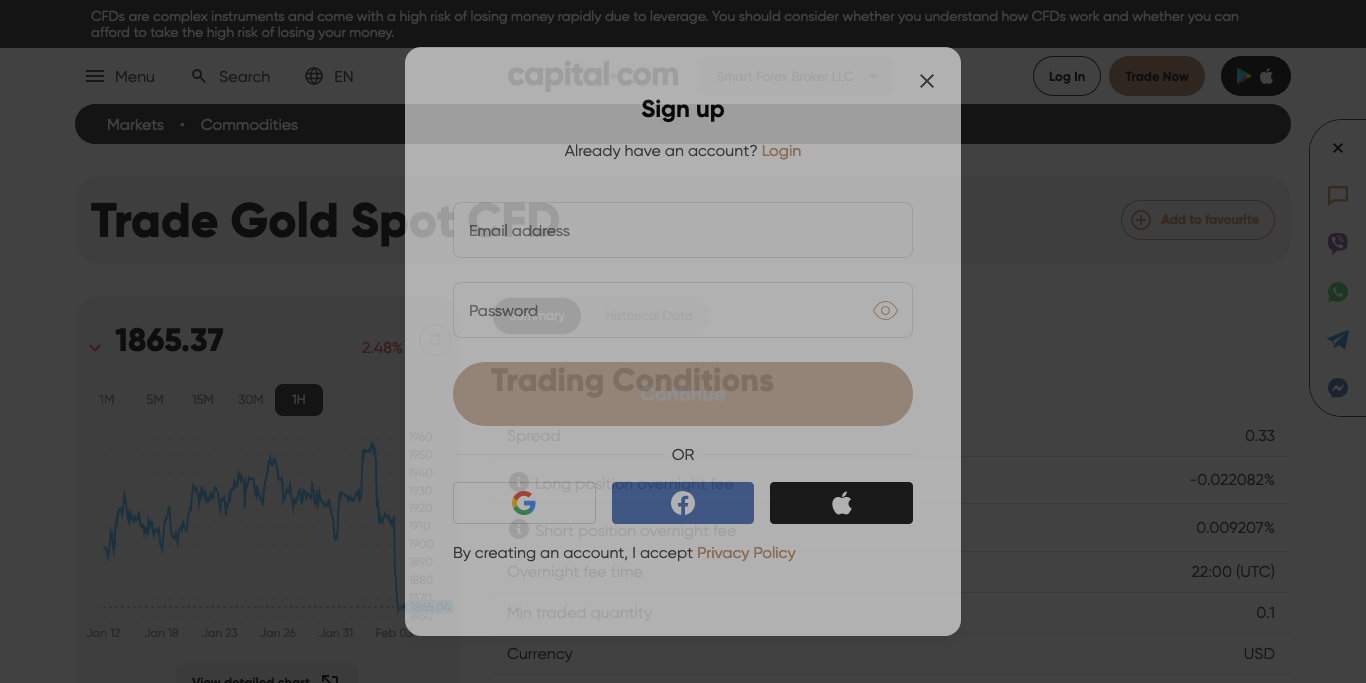 CFDs are complex instruments and come with a high risk of losing money rapidly due to leverage. You should consider whether you understand how CFDs work and whether you can
afford to take the high risk of losing your money.
Menu
Search
EN
capital.com
Smart Forex Broker LLC
Log In
Trade Now
Markets
Commodities
Sign up
Already have an account? Login
Trade Gold Spot CFD
Add to favourite
Email address
Password
Summary
Historical Data
1865.37
2.48%
1M
5M
15M
30M
1H
Trading Conditions
Continue
OR
1960
1950
1940
1930
1920
1910
1900
1890
1880
1870
1865.04
1860
Jan 12
Jan 18
Jan 23
Jan 26
Jan 31
Feb 03
View detailed chart
Spread
0.33
Long position overnight fee
-0.022082%
Short position overnight fee
0.009207%
By creating an account, I accept Privacy Policy
Overnight fee time
22:00 (UTC)
Min traded quantity
0.1
Currency
USD